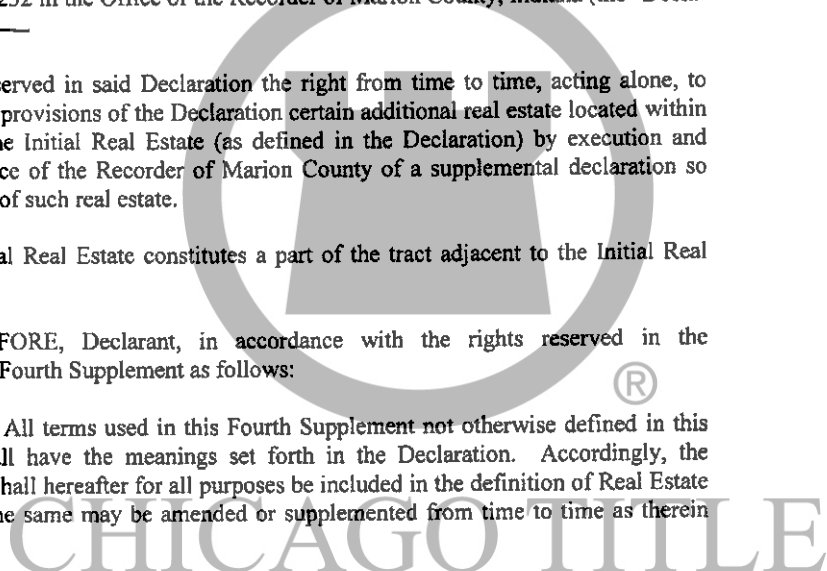 in the Office of the Recorder of Marion County, Indiana (the
erved in said Declaration the right from time to time, acting alone, to
provisions of the Declaration certain additional real estate located within
e Initial Real Estate (as defined in the Declaration) by execution and
ce of the Recorder of Marion County of a supplemental declaration so
of such real estate.
al Real Estate constitutes a part of the tract adjacent to the Initial Real
FORE, Declarant, in accordance with the rights reserved in the
Fourth Supplement as follows:
®
All terms used in this Fourth Supplement not otherwise defined in this
ll have the meanings set forth in the Declaration. Accordingly, the
hall hereafter for all purposes be included in the definition of Real Estate
e same may be amended or supplemented from time to time as therein
CHICAGO TITLE